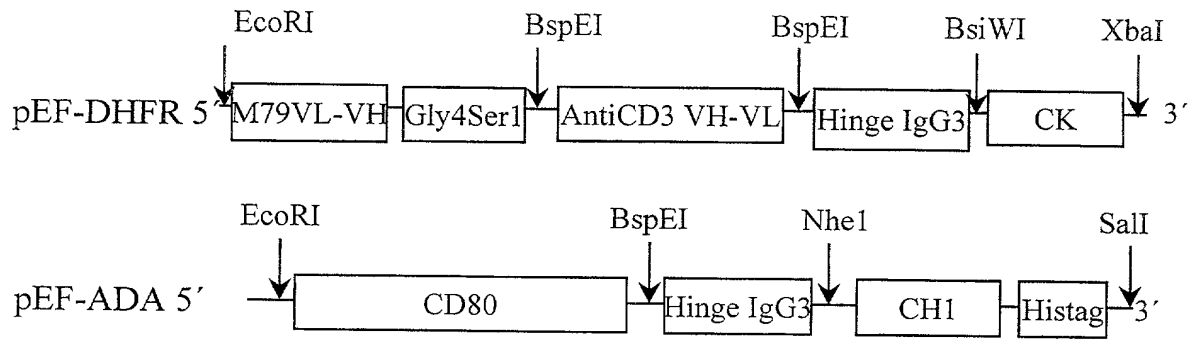 EcoRI BspEI BspEI BsiWI XbaI
pEF-DHFR 5´ M79VL-VH Gly4Ser1 AntiCD3 VH-VL Hinge IgG3 CK 3´
EcoRI BspEI Nhe1 SalI
pEF-ADA 5´ CD80 Hinge IgG3 CH1 Histag 3´